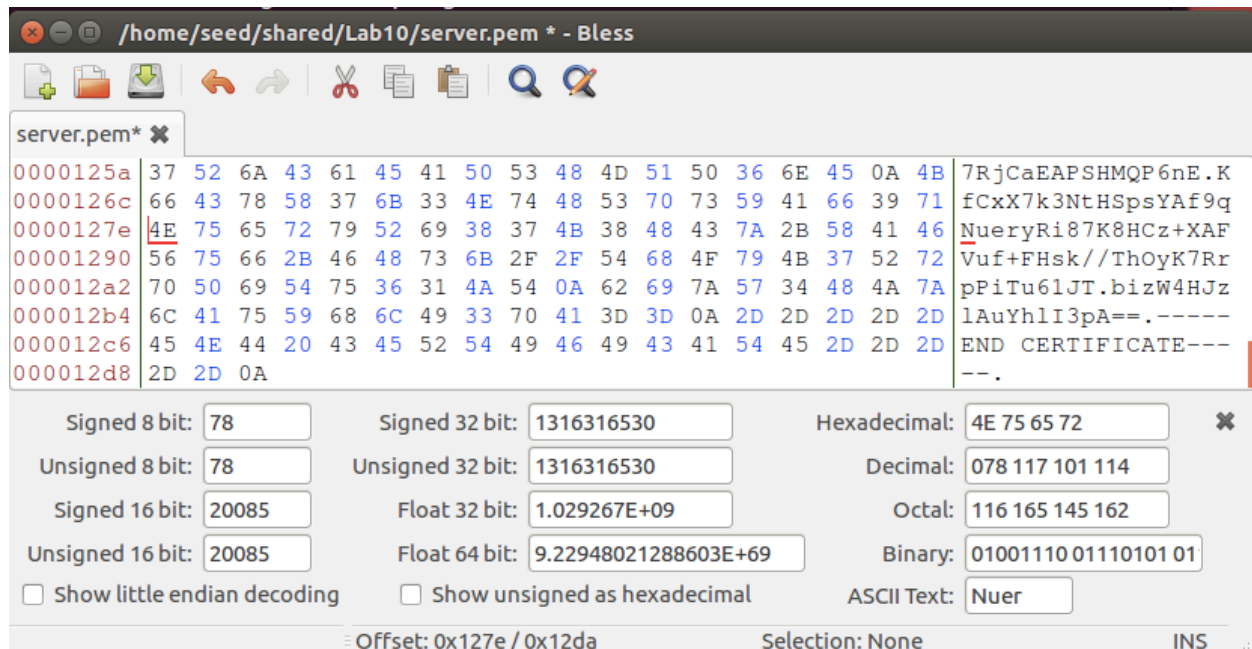 /home/seed/shared/Lab10/server.pem * - Bless
server.pem*
0000125a 37 52 6A 43 61 45 41 50 53 48 4D 51 50 36 6E 45 0A 4B 7RjCaEAPSHMQP6nE.K
0000126c 66 43 78 58 37 6B 33 4E 74 48 53 70 73 59 41 66 39 71 fCxX7k3NtHSpsYAf9q
0000127e 4E 75 65 72 79 52 69 38 37 4B 38 48 43 7A 2B 58 41 46 NueryRi87K8HCz+XAF
00001290 56 75 66 2B 46 48 73 6B 2F 2F 54 68 4F 79 4B 37 52 72 Vuf+FHsk//ThOyK7Rr
000012a2 70 50 69 54 75 36 31 4A 54 0A 62 69 7A 57 34 48 4A 7A pPiTu61JT.bizW4HJz
000012b4 6C 41 75 59 68 6C 49 33 70 41 3D 3D 0A 2D 2D 2D 2D 2D lAuYhlI3pA==.-----
000012c6 45 4E 44 20 43 45 52 54 49 46 49 43 41 54 45 2D 2D 2D END CERTIFICATE---
000012d8 2D 2D 0A --.
Signed 8 bit: 78 Signed 32 bit: 1316316530 Hexadecimal: 4E 75 65 72
Unsigned 8 bit: 78 Unsigned 32 bit: 1316316530 Decimal: 078 117 101 114
Signed 16 bit: 20085 Float 32 bit: 1.029267E+09 Octal: 116 165 145 162
Unsigned 16 bit: 20085 Float 64 bit: 9.22948021288603E+69 Binary: 01001110 01110101 01
Show little endian decoding Show unsigned as hexadecimal ASCII Text: Nuer
Offset: 0x127e / 0x12da Selection: None INS